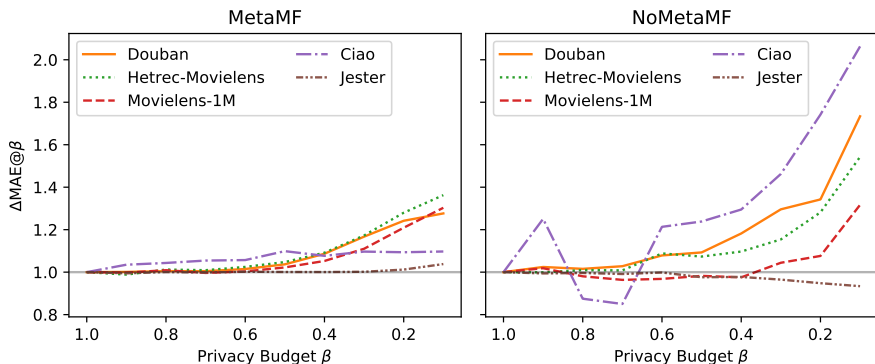 MetaMF
NoMetaMF
Douban
Hetrec-Movielens
Movielens-1M
Ciao
Jester
Douban
Hetrec-Movielens
Movielens-1M
Ciao
Jester
ΔMAE@β
2.0
1.8
1.6
1.4
1.2
1.0
0.8
1.0 0.8 0.6 0.4 0.2
1.0 0.8 0.6 0.4 0.2
Privacy Budget β
Privacy Budget β